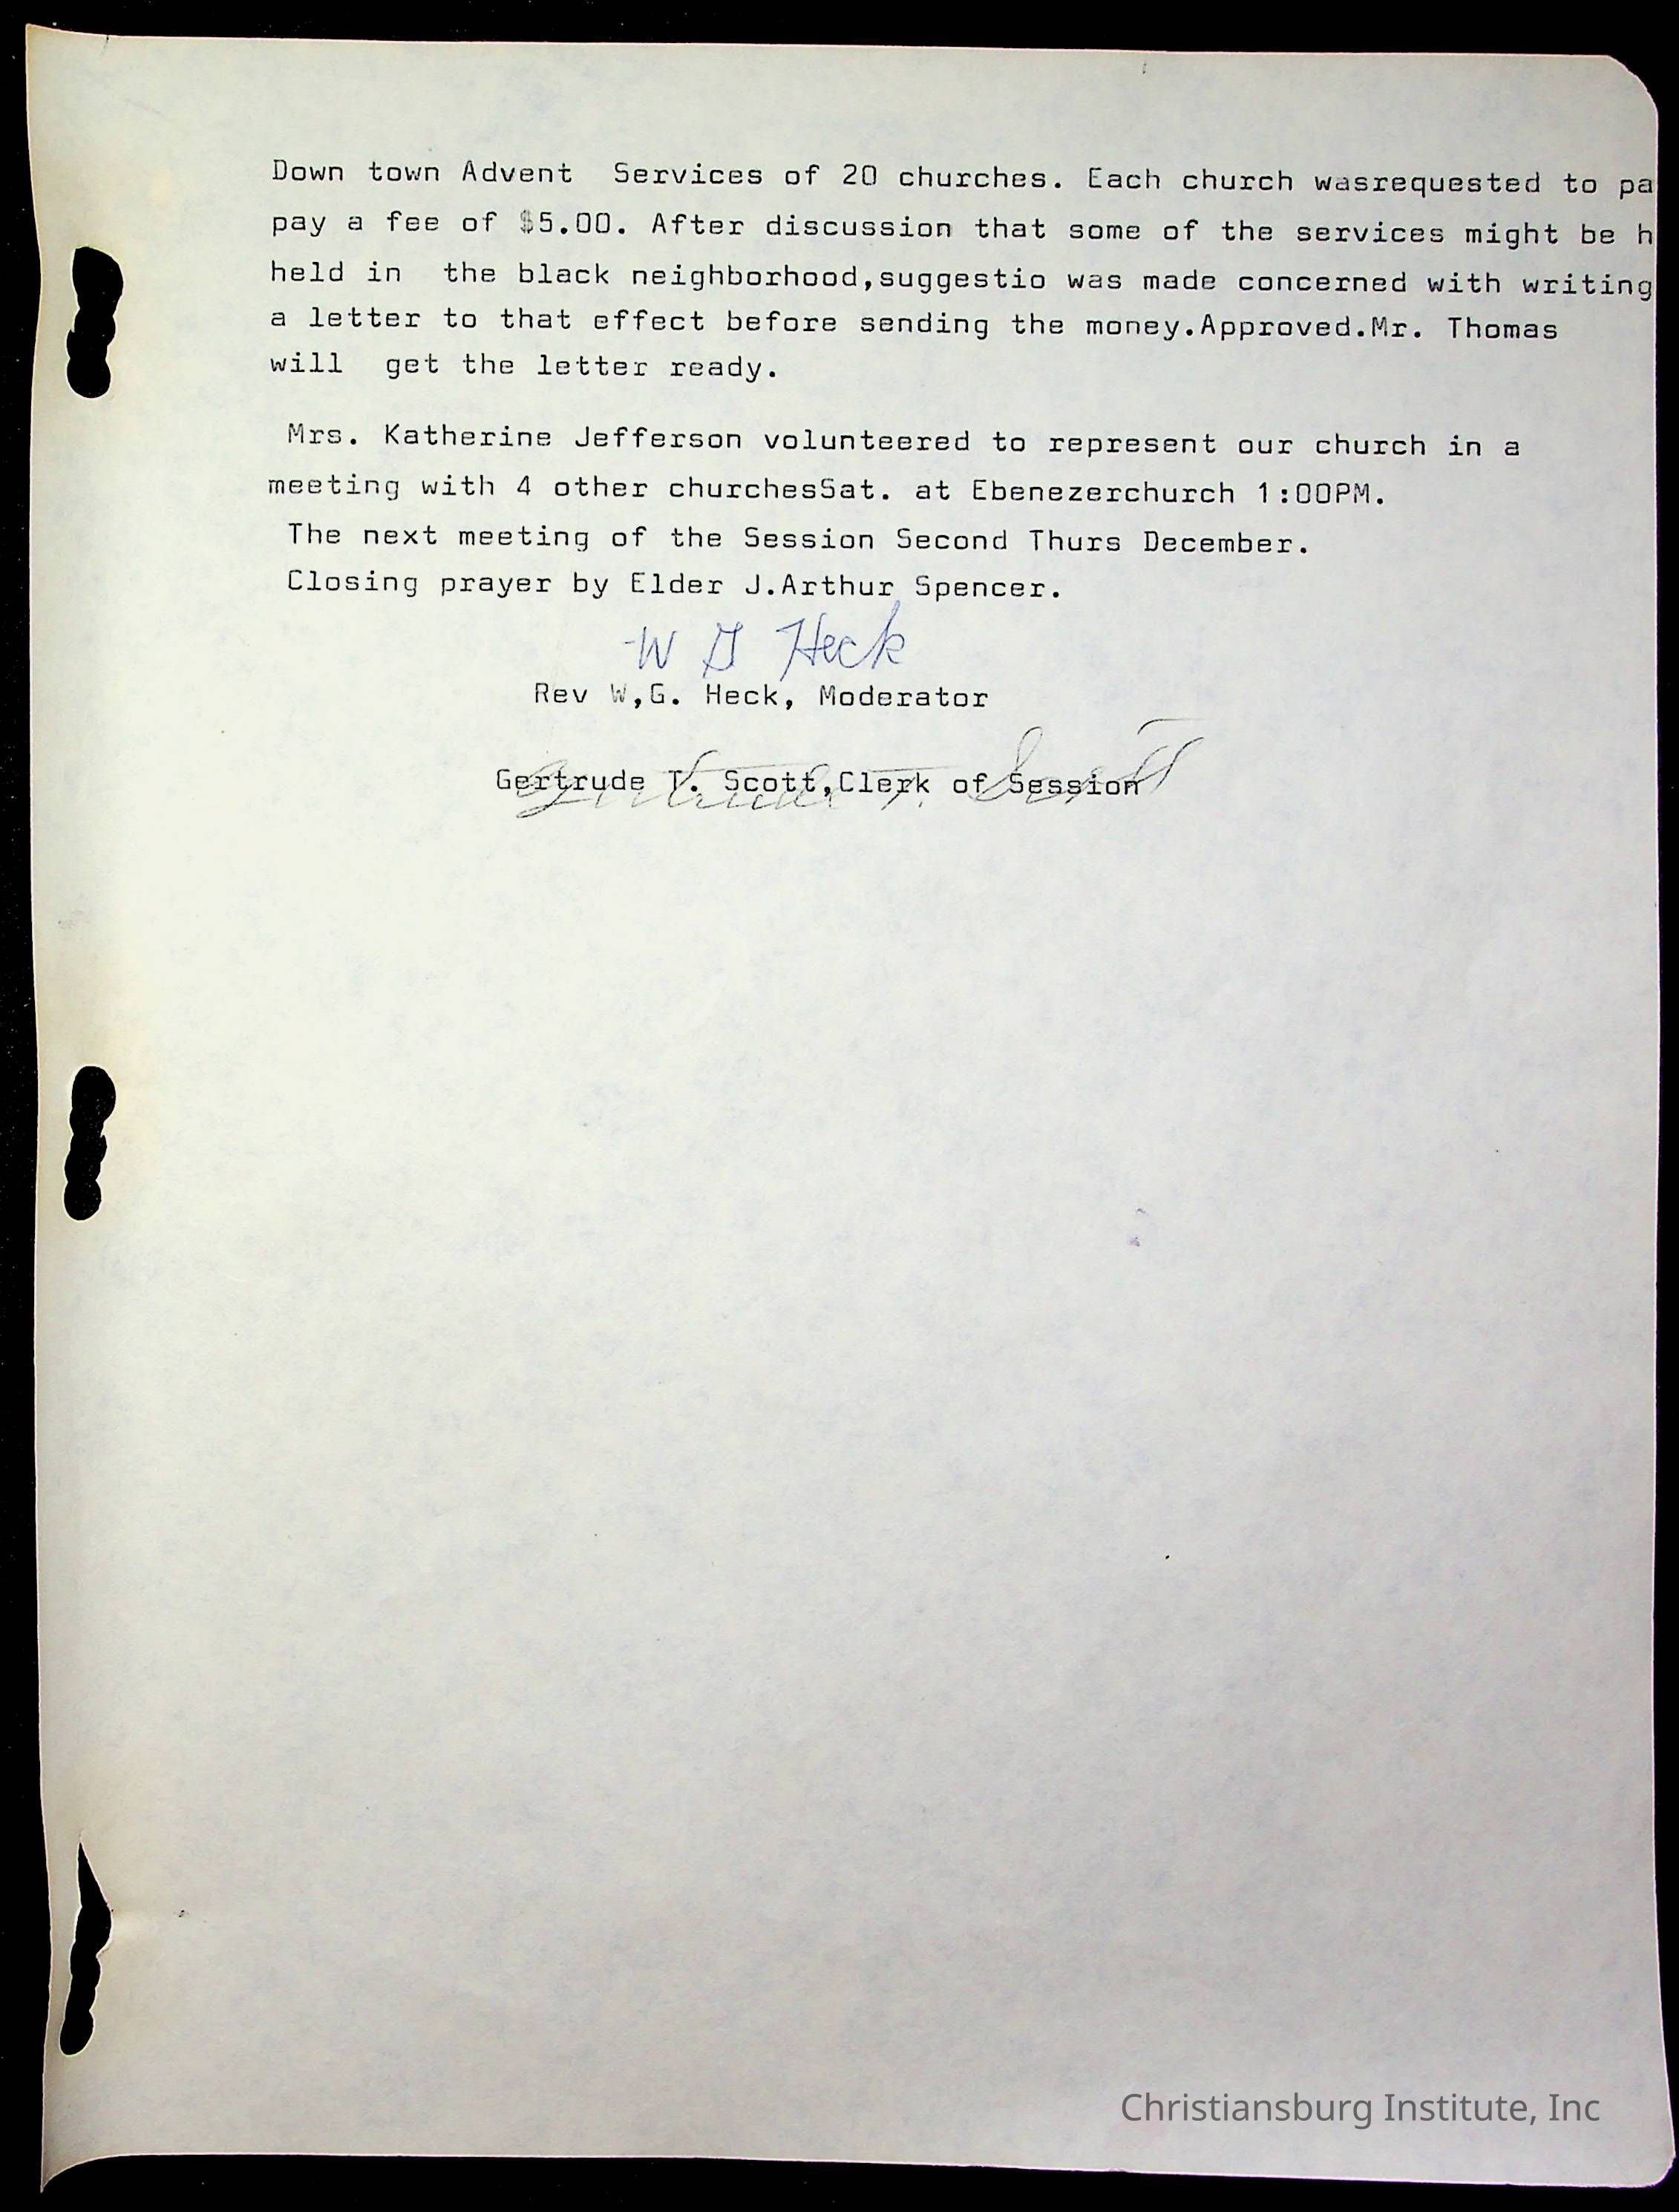 Down town Advent  Services of 20 churches. Each church wasrequested to pa
pay a fee of $5.00. After discussion that some of the services might be h
held in  the black neighborhood,suggestio was made concerned with writing
a letter to that effect before sending the money.Approved.Mr. Thomas
will  get the letter ready.
Mrs. Katherine Jefferson volunteered to represent our church in a
meeting with 4 other churchesSat. at Ebenezerchurch 1:00PM.
The next meeting of the Session Second Thurs December.
Closing prayer by Elder J.Arthur Spencer.
W G Heck
Rev W,G. Heck, Moderator
Gertrude T. Scott
Gertrude T. Scott,Clerk of Session
Christiansburg Institute, Inc